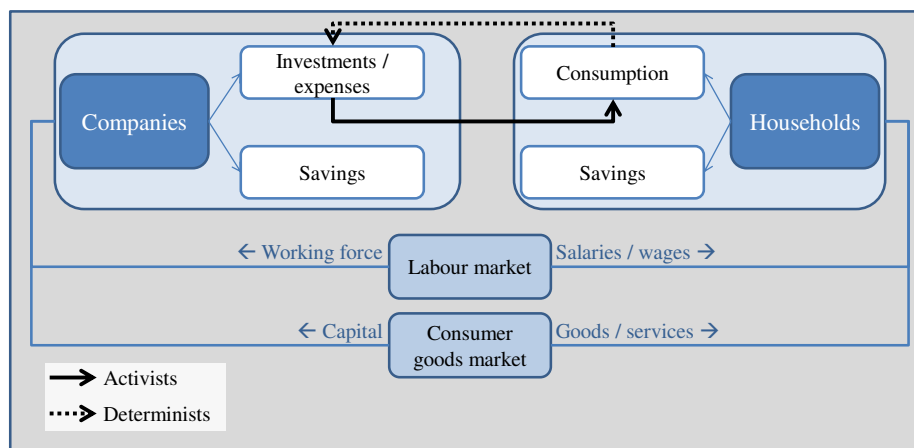 Investments /
expenses
Consumption
Companies
Households
Savings
Savings
← Working force
Labour market
Salaries / wages →
← Capital
Consumer
goods market
Goods / services →
Activists
Determinists